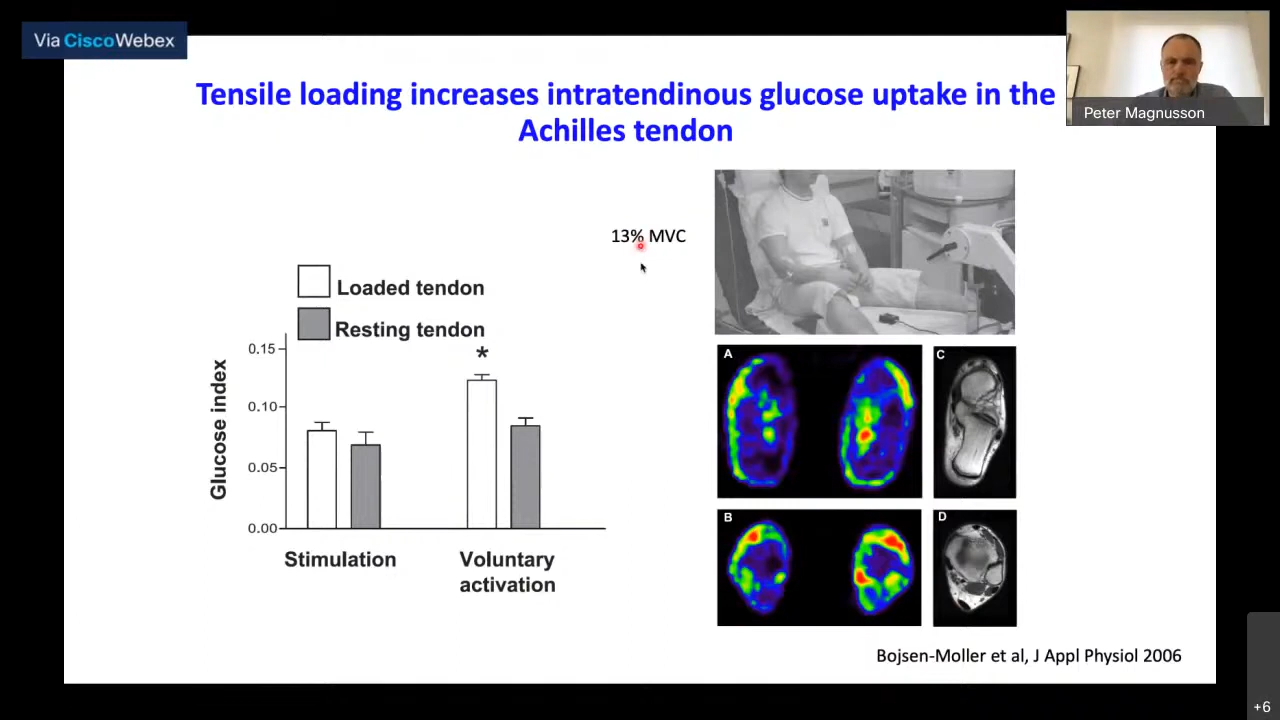 Via CiscoWebex
Peter Magnusson
Tensile loading increases intratendinous glucose uptake in the
Achilles tendon
13% MVC
Loaded tendon
Resting tendon
*
Glucose index
0.15
0.10
0.05
0.00
Stimulation
Voluntary
activation
A
C
B
D
Bojsen-Moller et al, J Appl Physiol 2006
+6